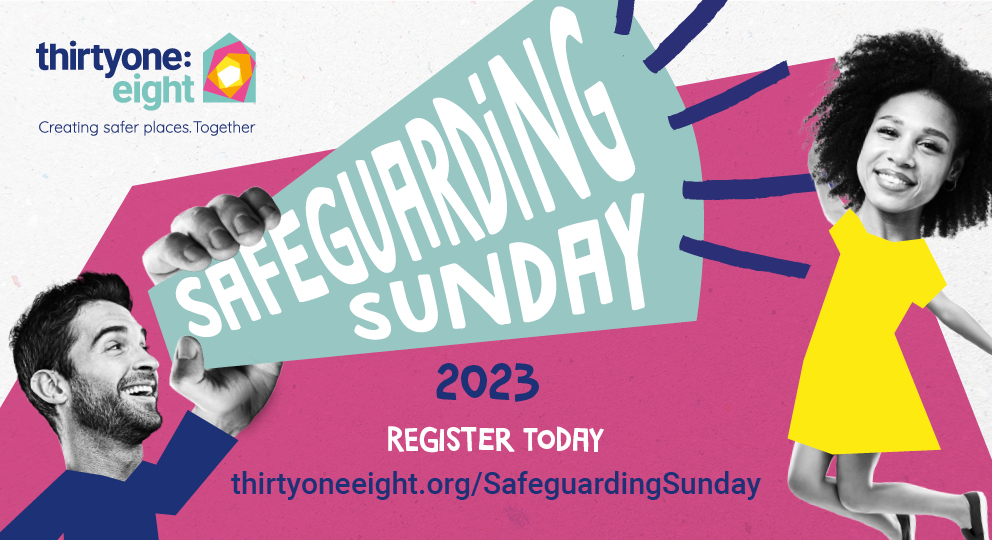 thirtyone:
eight
Creating safer places.Together
SAFEGUARDiNG
SUNDAY
2023
REGISTER TODAY
thirtyoneeight.org/SafeguardingSunday